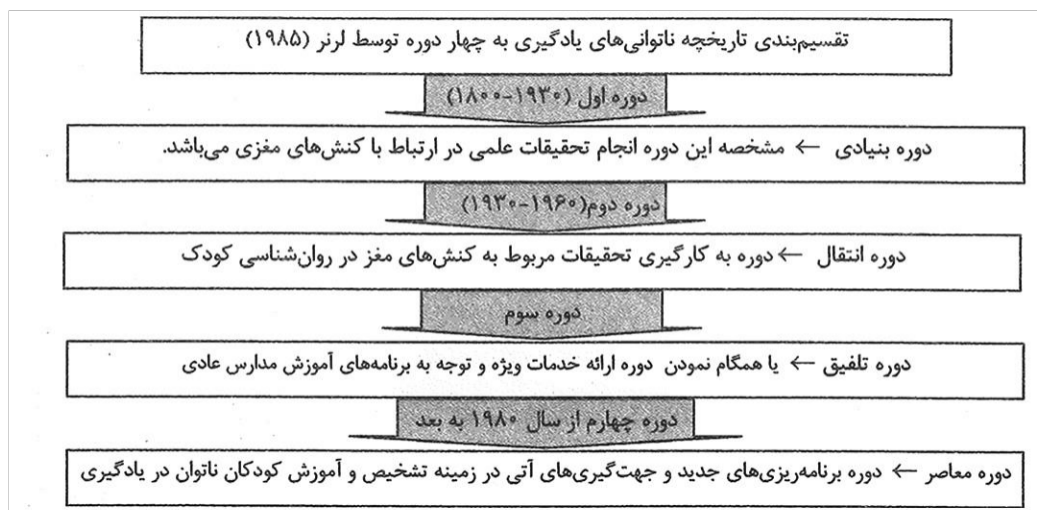 تقسیم‌بندی تاریخچه ناتوانی‌های یادگیری به چهار دوره توسط لرنر (۱۹۸۵)
دوره اول (۱۹۳۰-۱۸۰۰)
دوره بنیادی ← مشخصه این دوره انجام تحقیقات علمی در ارتباط با کنش‌های مغزی می‌باشد.
دوره دوم(۱۹۶۰-۱۹۳۰)
دوره انتقال ← دوره به کارگیری تحقیقات مربوط به کنش‌های مغز در روان‌شناسی کودک
دوره سوم
دوره تلفیق ← یا همگام نمودن دوره ارائه خدمات ویژه و توجه به برنامه‌های آموزش مدارس عادی
دوره چهارم از سال ۱۹۸۰ به بعد
دوره معاصر ← دوره برنامه‌ریزی‌های جدید و جهت‌گیری‌های آتی در زمینه تشخیص و آموزش کودکان ناتوان در یادگیری